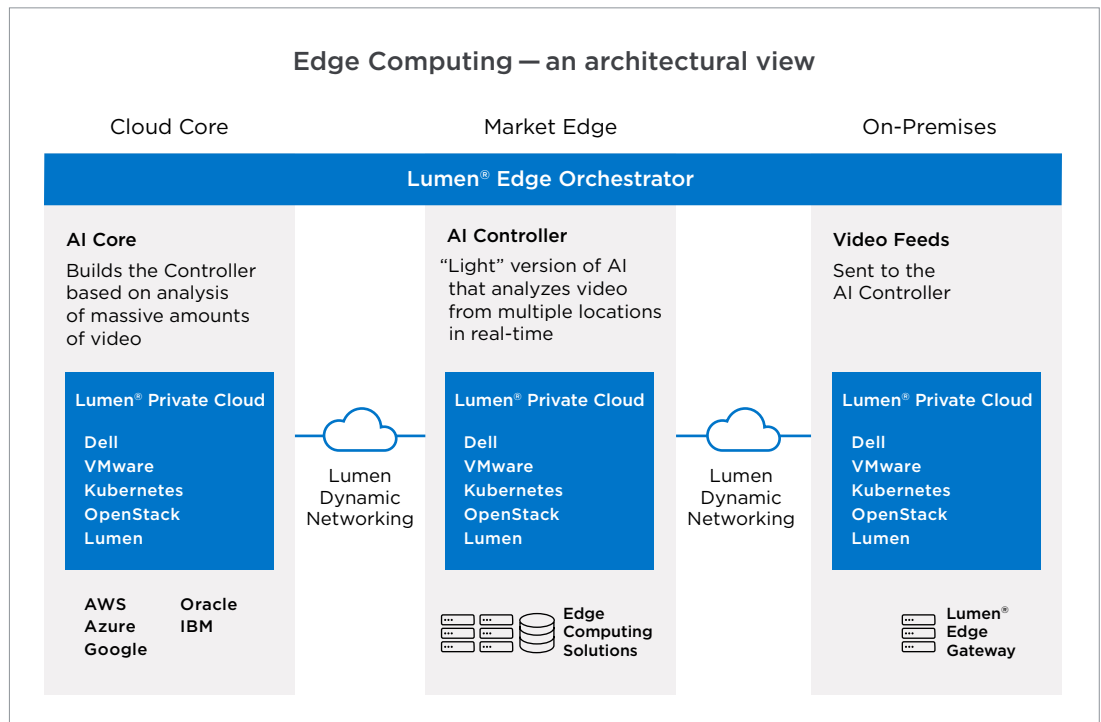 Edge Computing — an architectural view
Cloud Core
Market Edge
On-Premises
Lumen® Edge Orchestrator
AI Core
Builds the Controller
based on analysis
of massive amounts
of video
Lumen® Private Cloud
Dell
VMware
Kubernetes
OpenStack
Lumen
AWS
Azure
Google
Oracle
IBM
Lumen
Dynamic
Networking
AI Controller
“Light” version of AI
that analyzes video
from multiple locations
in real-time
Lumen® Private Cloud
Dell
VMware
Kubernetes
OpenStack
Lumen
Edge
Computing
Solutions
Lumen
Dynamic
Networking
Video Feeds
Sent to the
AI Controller
Lumen® Private Cloud
Dell
VMware
Kubernetes
OpenStack
Lumen
Lumen®
Edge
Gateway